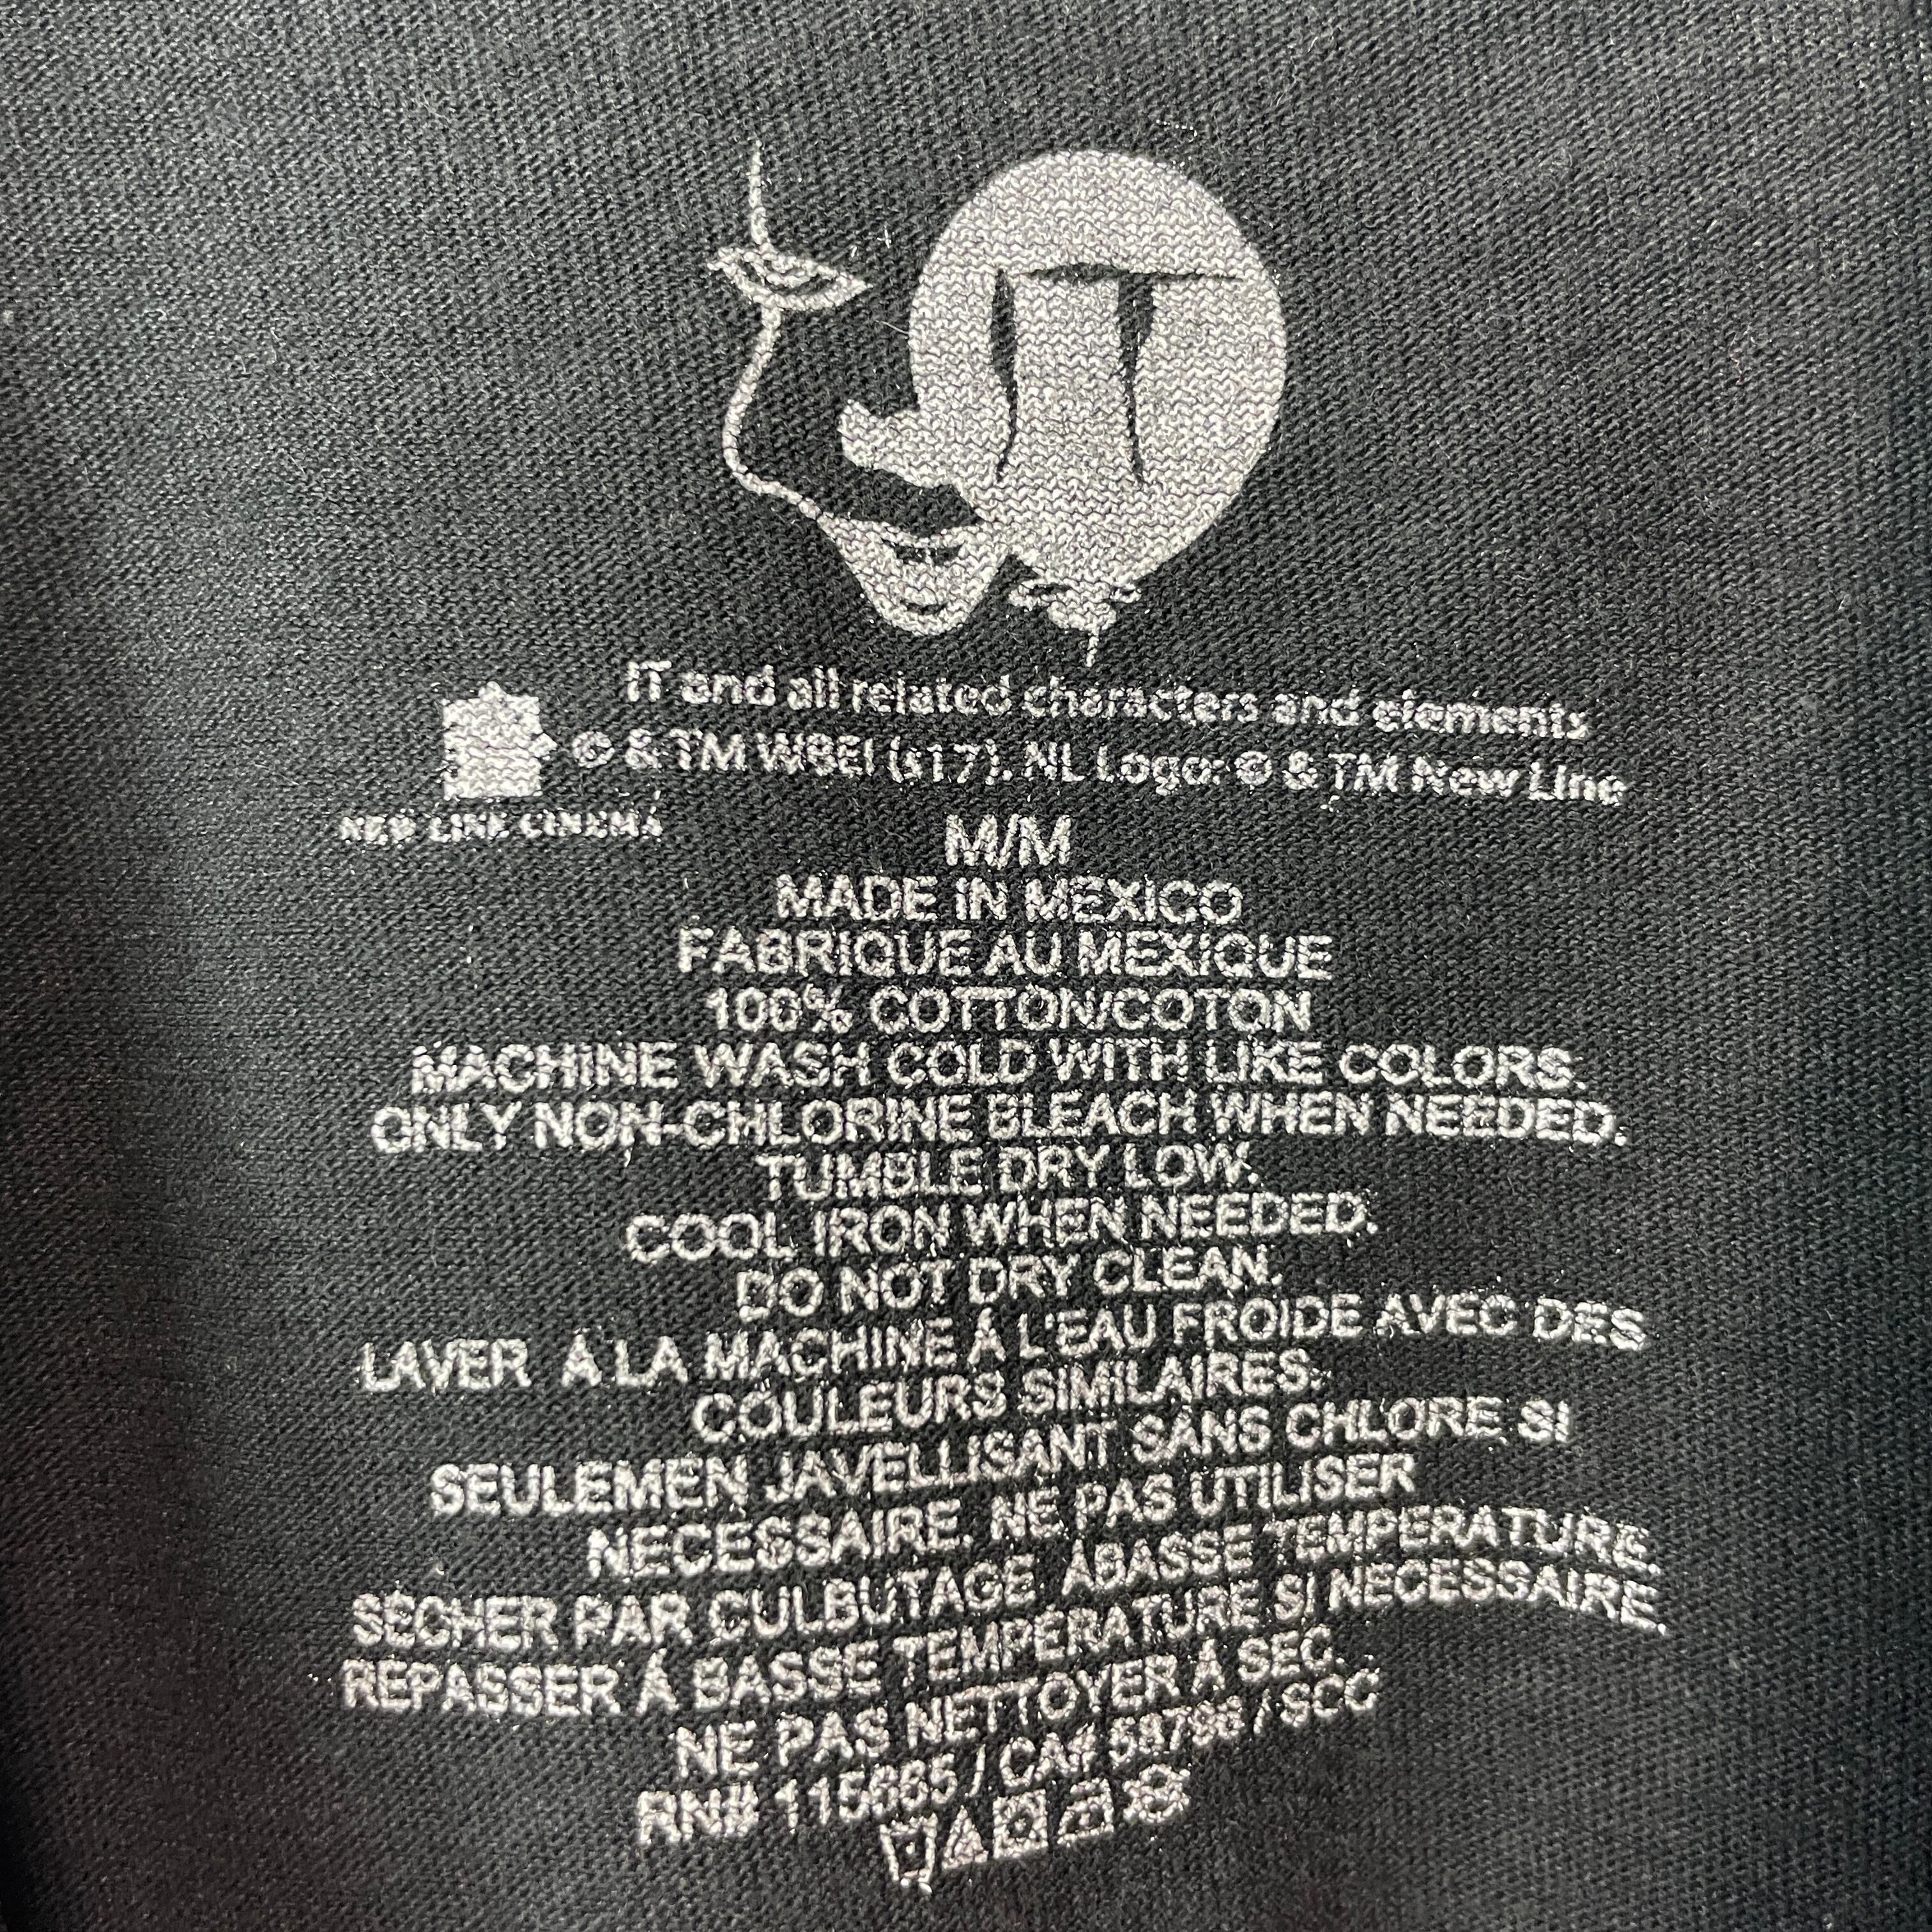 IT
IT and all related characters and elements
© & TM WBEI (s17). NL Logo: © & TM New Line
NEW LINE CINEMA
M/M
MADE IN MEXICO
FABRIQUE AU MEXIQUE
100% COTTON/COTON
MACHINE WASH COLD WITH LIKE COLORS.
ONLY NON-CHLORINE BLEACH WHEN NEEDED.
TUMBLE DRY LOW.
COOL IRON WHEN NEEDED.
DO NOT DRY CLEAN.
LAVER À LA MACHINE À L'EAU FROIDE AVEC DES
COULEURS SIMILAIRES.
SEULEMEN JAVELLISANT SANS CHLORE SI
NECESSAIRE. NE PAS UTILISER
SÉCHER PAR CULBUTAGE ÀBASSE TEMPERATURE.
REPASSER À BASSE TEMPÉRATURE SI NECESSAIRE.
NE PAS NETTOYER À SEC.
RN# 115665 / CA# 58798 / SCC